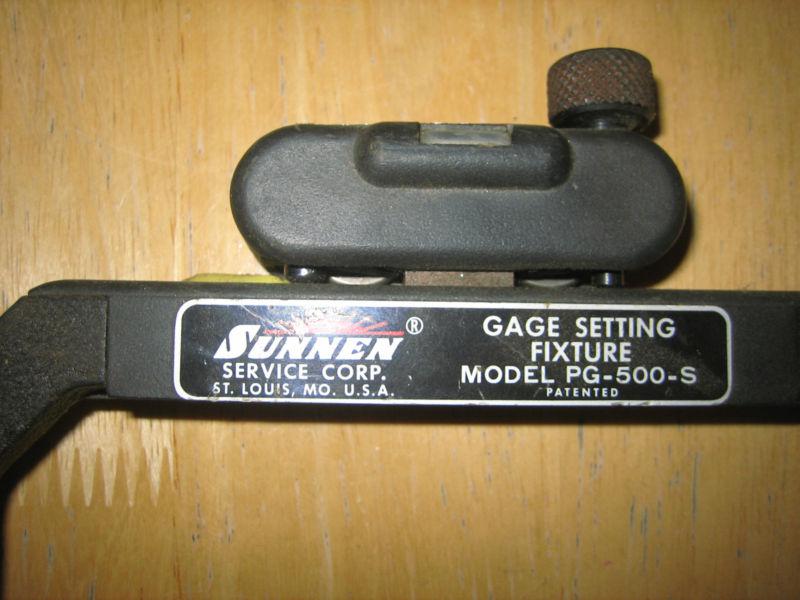 SUNNEN®
SERVICE CORP.
ST. LOUIS, MO. U.S.A.
GAGE SETTING
FIXTURE
MODEL PG-500-S
PATENTED